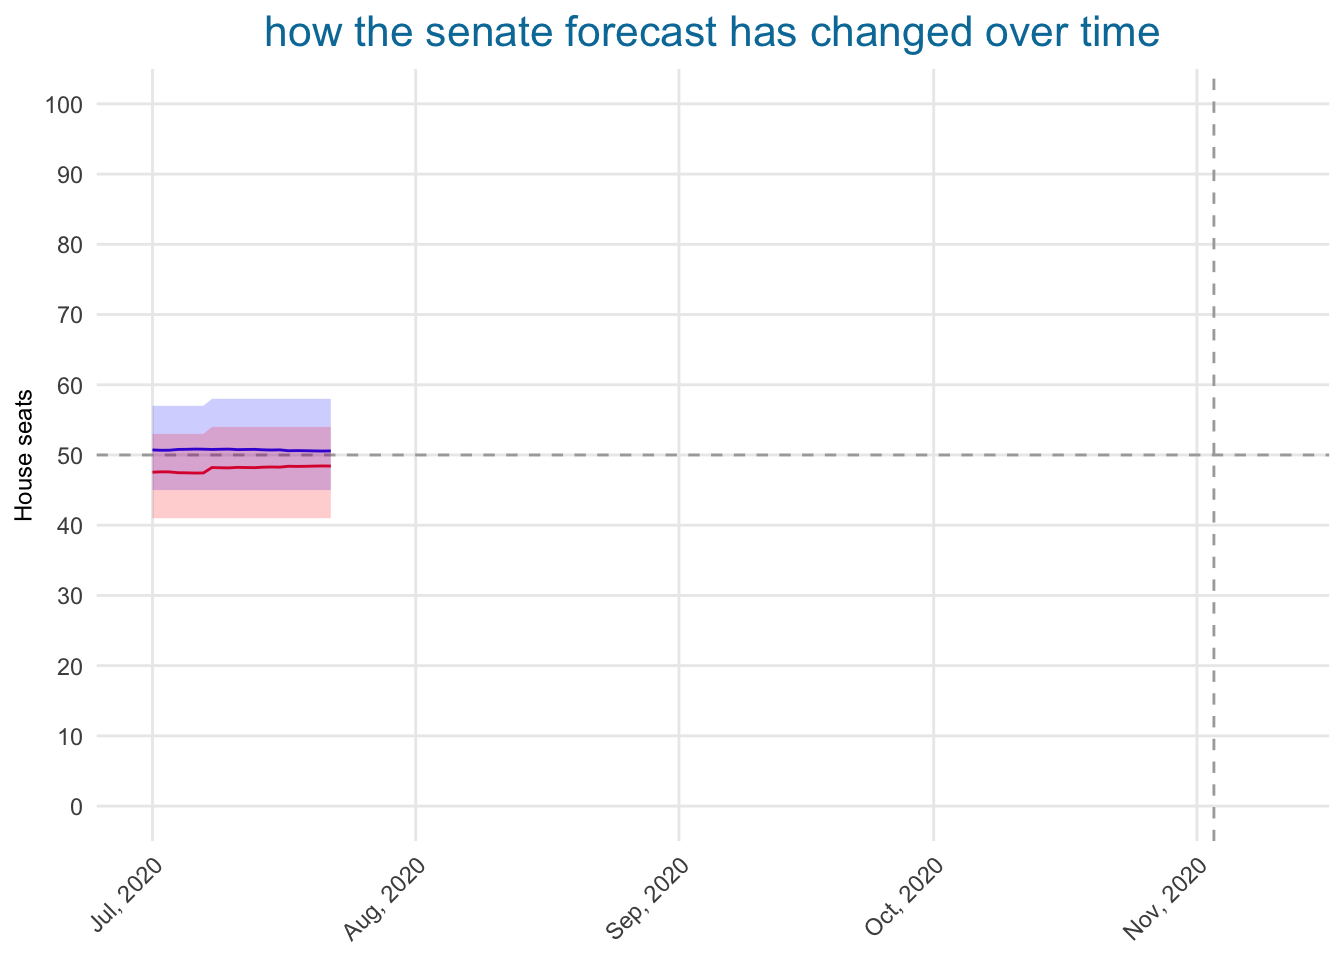 how the senate forecast has changed over time
100
90
80
70
60
50
40
30
20
10
0
House seats
Jul, 2020
Aug, 2020
Sep, 2020
Oct, 2020
Nov, 2020